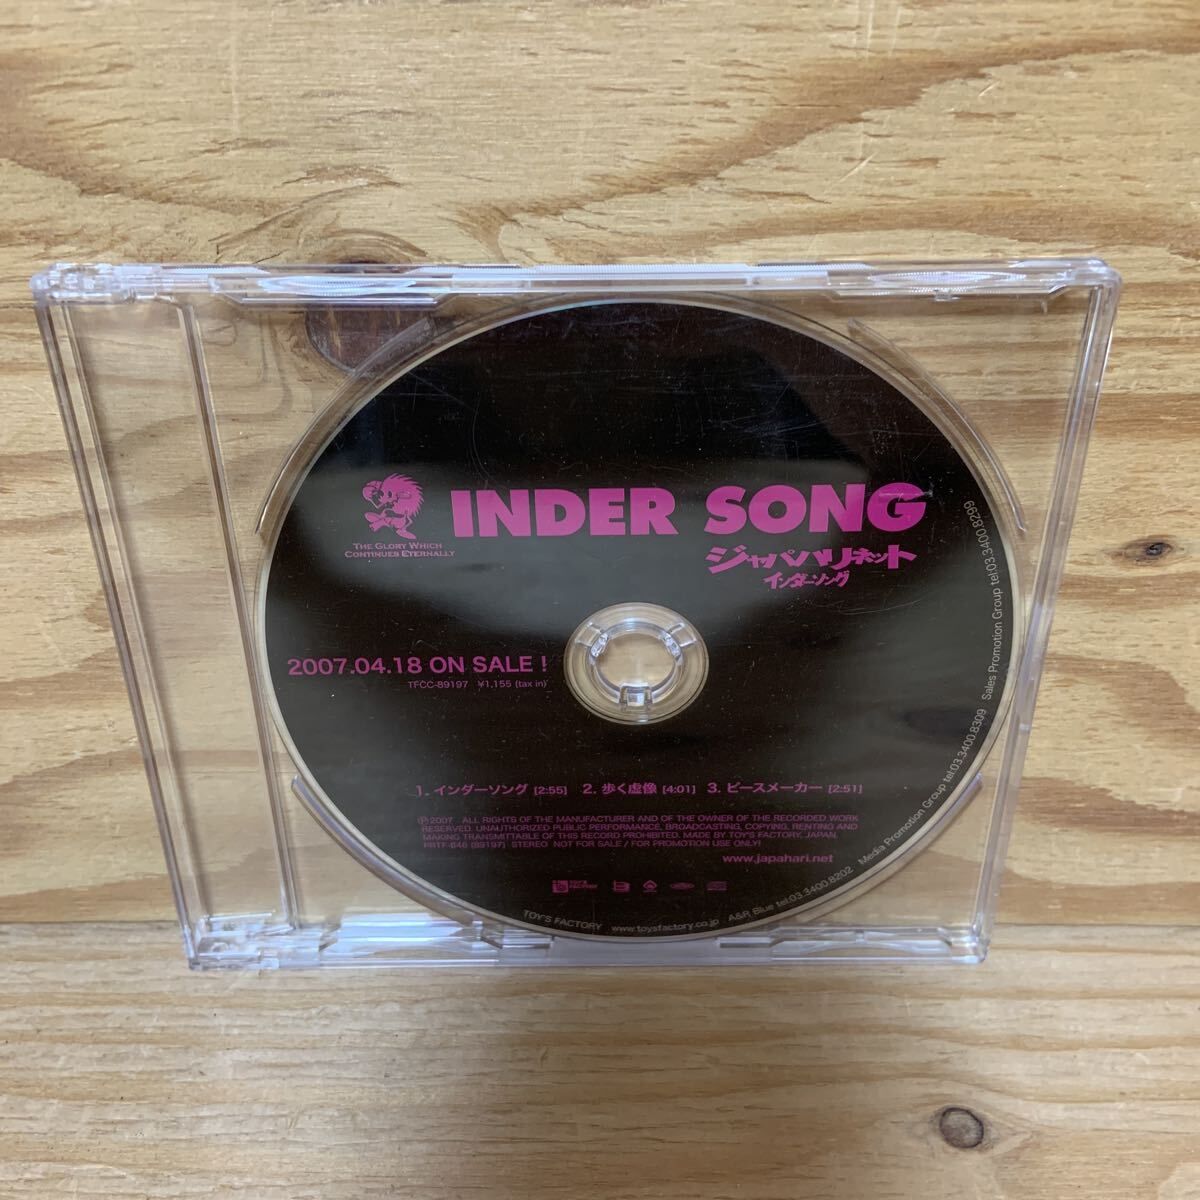 INDER SONG
THE GLORY WHICH
CONTINUES ETERNALLY
ジャパハリネット
インダーソング
2007.04.18 ON SALE !
TFCC-89197 ¥1,155 (tax in)
1. インダーソング [2:55] 2.歩く虚像 [4:01] 3. ピースメーカー [2:51]
Ⓟ2007 ALL RIGHTS OF THE MANUFACTURER AND OF THE OWNER OF THE RECORDED WORK
RESERVED. UNAUTHORIZED PUBLIC PERFORMANCE, BROADCASTING, COPYING, RENTING AND
MAKING TRANSMITTABLE OF THIS RECORD PROHIBITED. MADE BY TOY'S FACTORY, JAPAN.
PRTF-646 (89197) STEREO NOT FOR SALE / FOR PROMOTION USE ONLY!
www.japahari.net
TOY'S FACTORY www.toysfactory.co.jp A&R Blue tel.03.3400.8202 Media Promotion Group tel.03.3400.8309 Sales Promotion Group tel.03.3400.8299